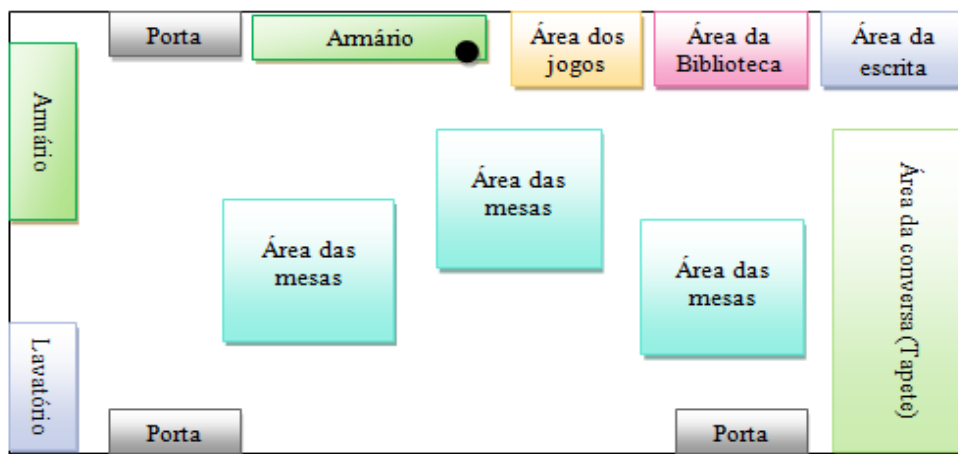 Porta
Armário
Área dos
jogos
Área da
Biblioteca
Área da
escrita
Armário
Área das
mesas
Área das
mesas
Área das
mesas
Área da conversa (Tapete)
Lavatório
Porta
Porta